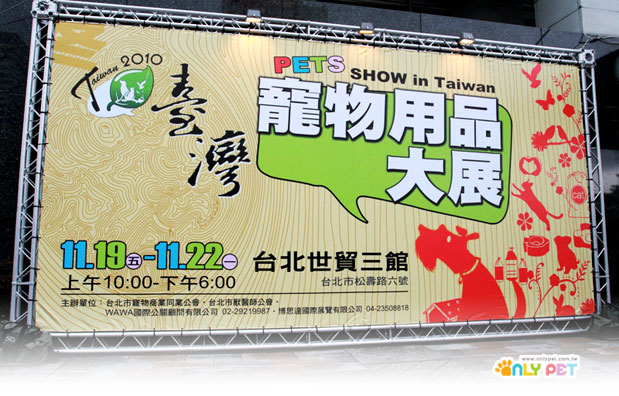 Taiwan 2010
臺灣
PETS SHOW in Taiwan
寵物用品
大展
cat
11.19(五)-11.22(一)
上午10:00-下午6:00
台北世貿三館
台北市松壽路六號
主辦單位：台北市寵物商業同業公會．台北市獸醫師公會．
WAWA國際公關顧問有限公司 02-29219987．博思達國際展覽有限公司 04-23508818
www.onlypet.com.tw
ONLY PET